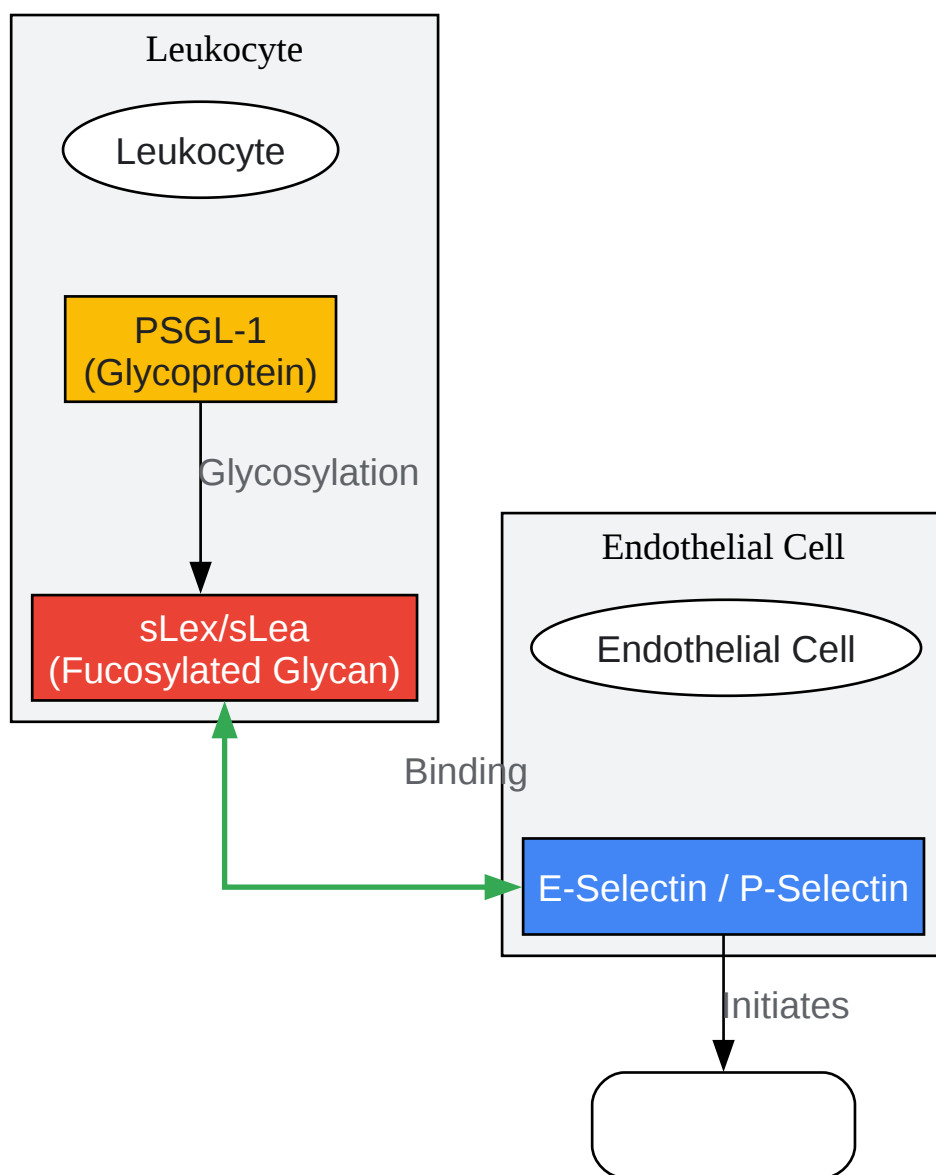 Leukocyte
Leukocyte
PSGL-1
(Glycoprotein)
Glycosylation
sLex/sLea
(Fucosylated Glycan)
Endothelial Cell
Endothelial Cell
Binding
E-Selectin / P-Selectin
Initiates